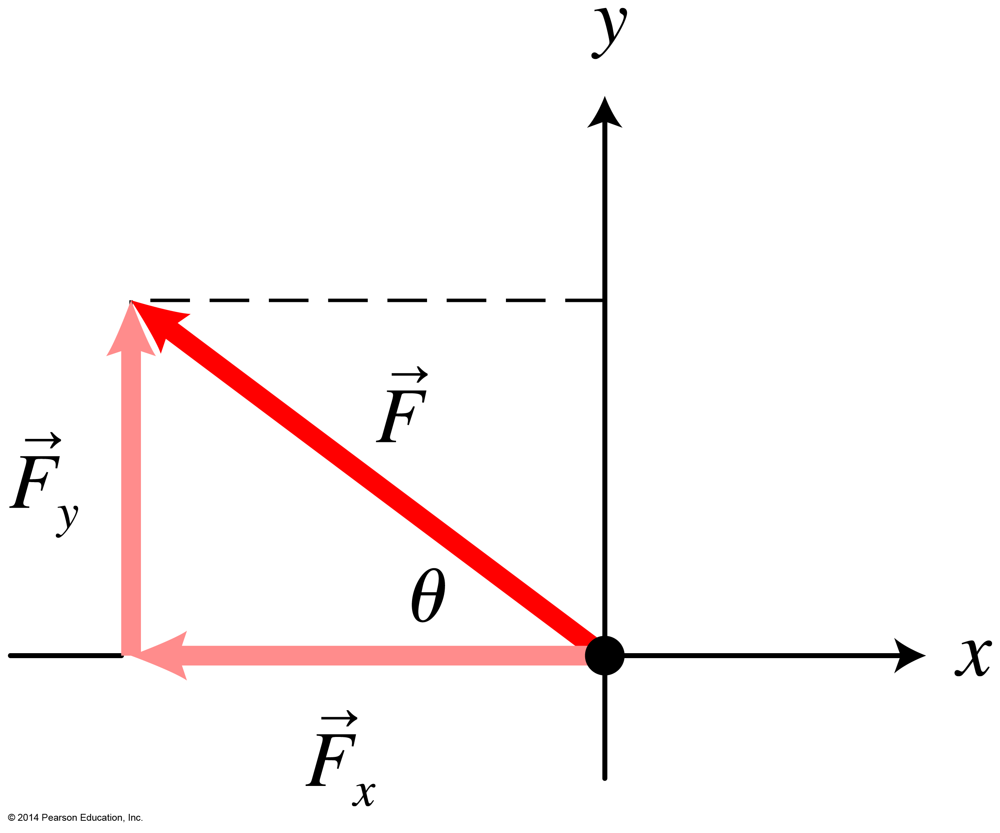 y
F⃗
F⃗y
θ
x
F⃗x
© 2014 Pearson Education, Inc.